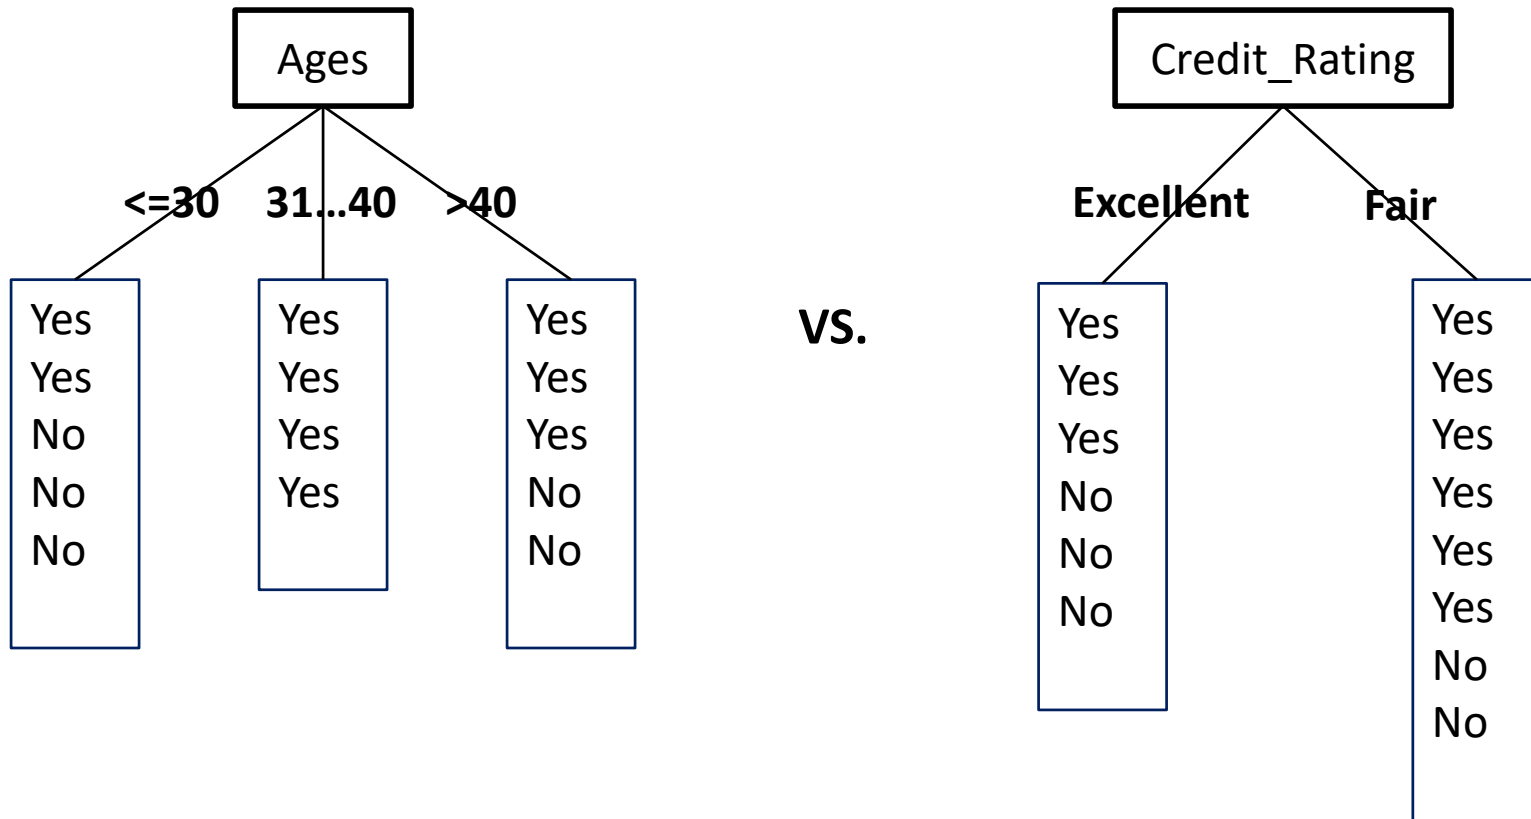 Ages
<=30 31...40 >40
Yes
Yes
No
No
No
Yes
Yes
Yes
Yes
Yes
Yes
Yes
No
No
VS.
Credit_Rating
Excellent Fair
Yes
Yes
Yes
No
No
No
Yes
Yes
Yes
Yes
Yes
Yes
No
No